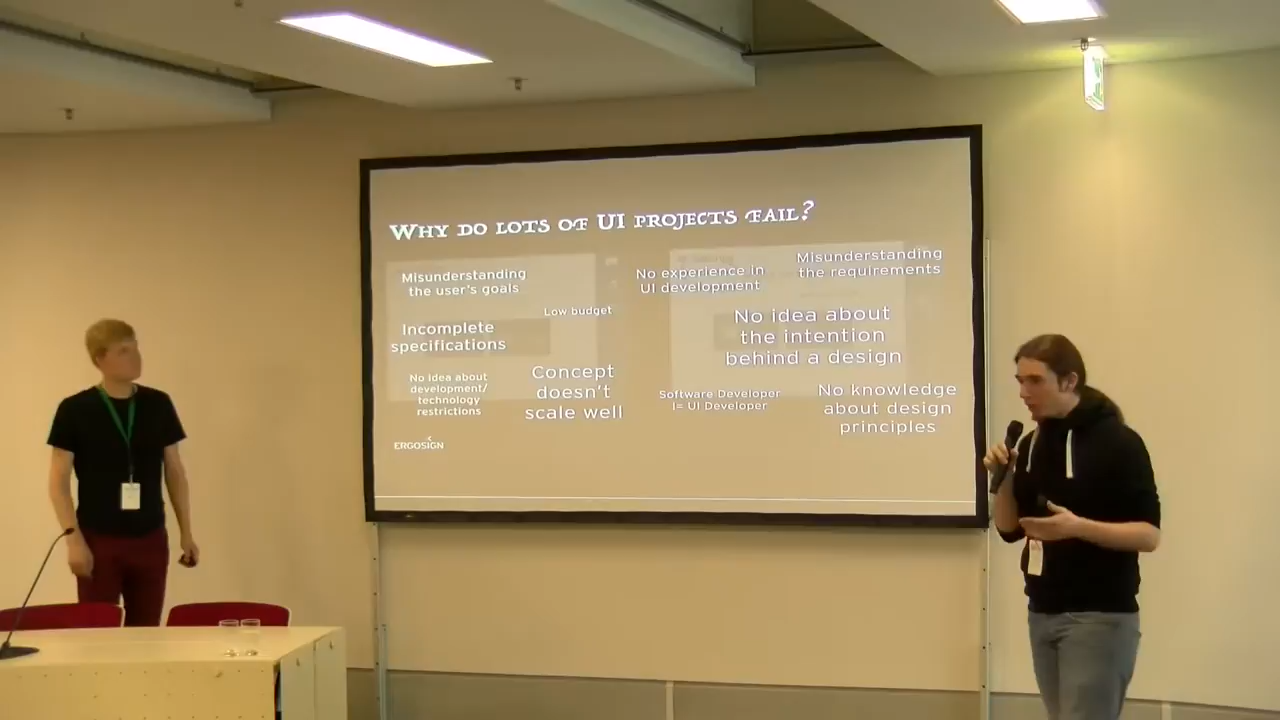 WHY DO LOTS OF UI PROJECTS FAIL?
Misunderstanding
the user's goals
No experience in
UI development
Misunderstanding
the requirements
Low budget
Incomplete
specifications
No idea about
the intention
behind a design
No idea about
development/
technology
restrictions
Concept
doesn't
scale well
Software Developer
!= UI Developer
No knowledge
about design
principles
ERGOSIGN